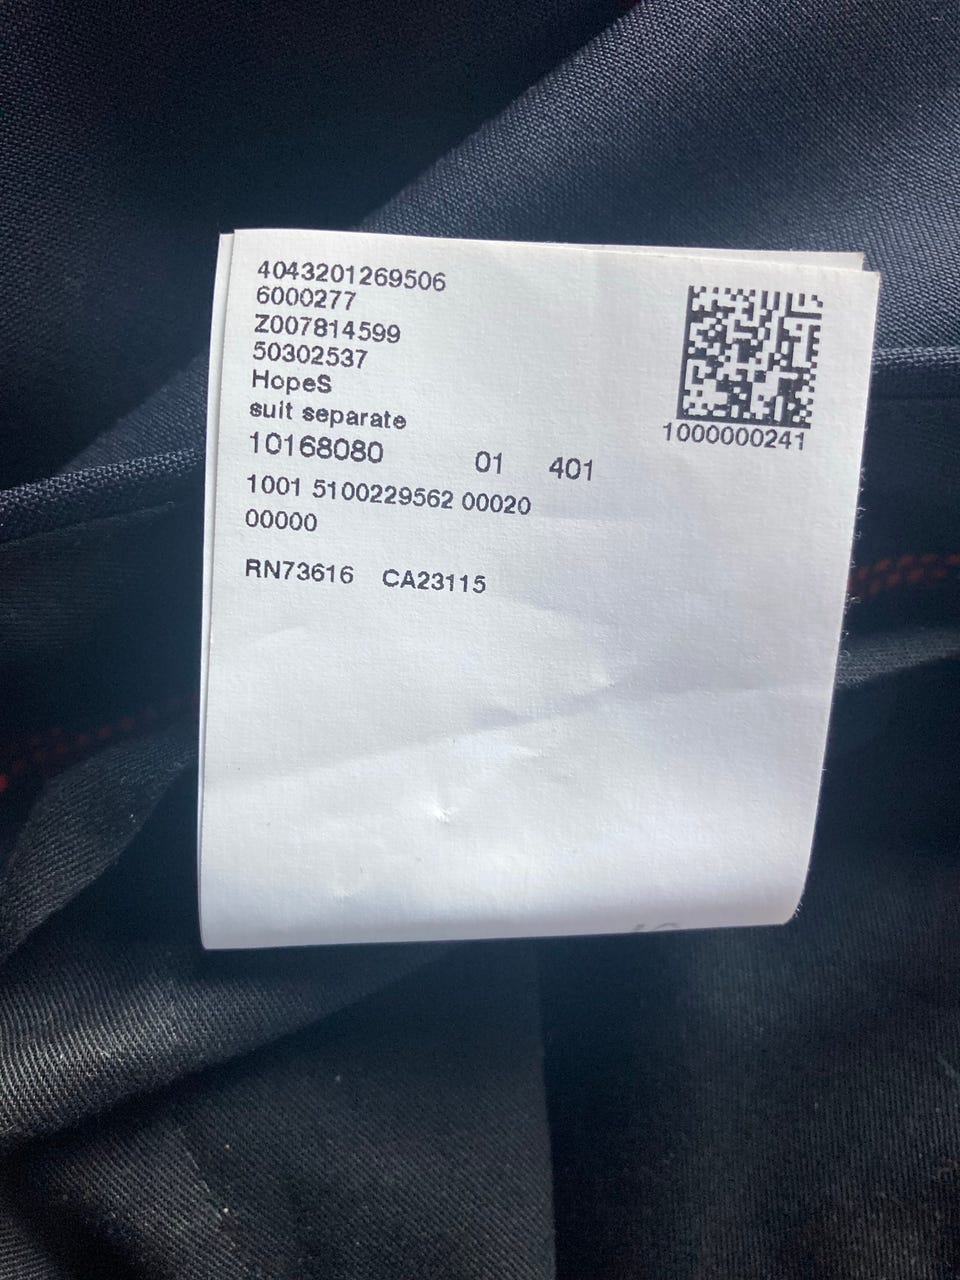 4043201269506
6000277
Z007814599
50302537
HopeS
suit separate
10168080 01 401
1001 5100229562 00020
00000
RN73616 CA23115
1000000241